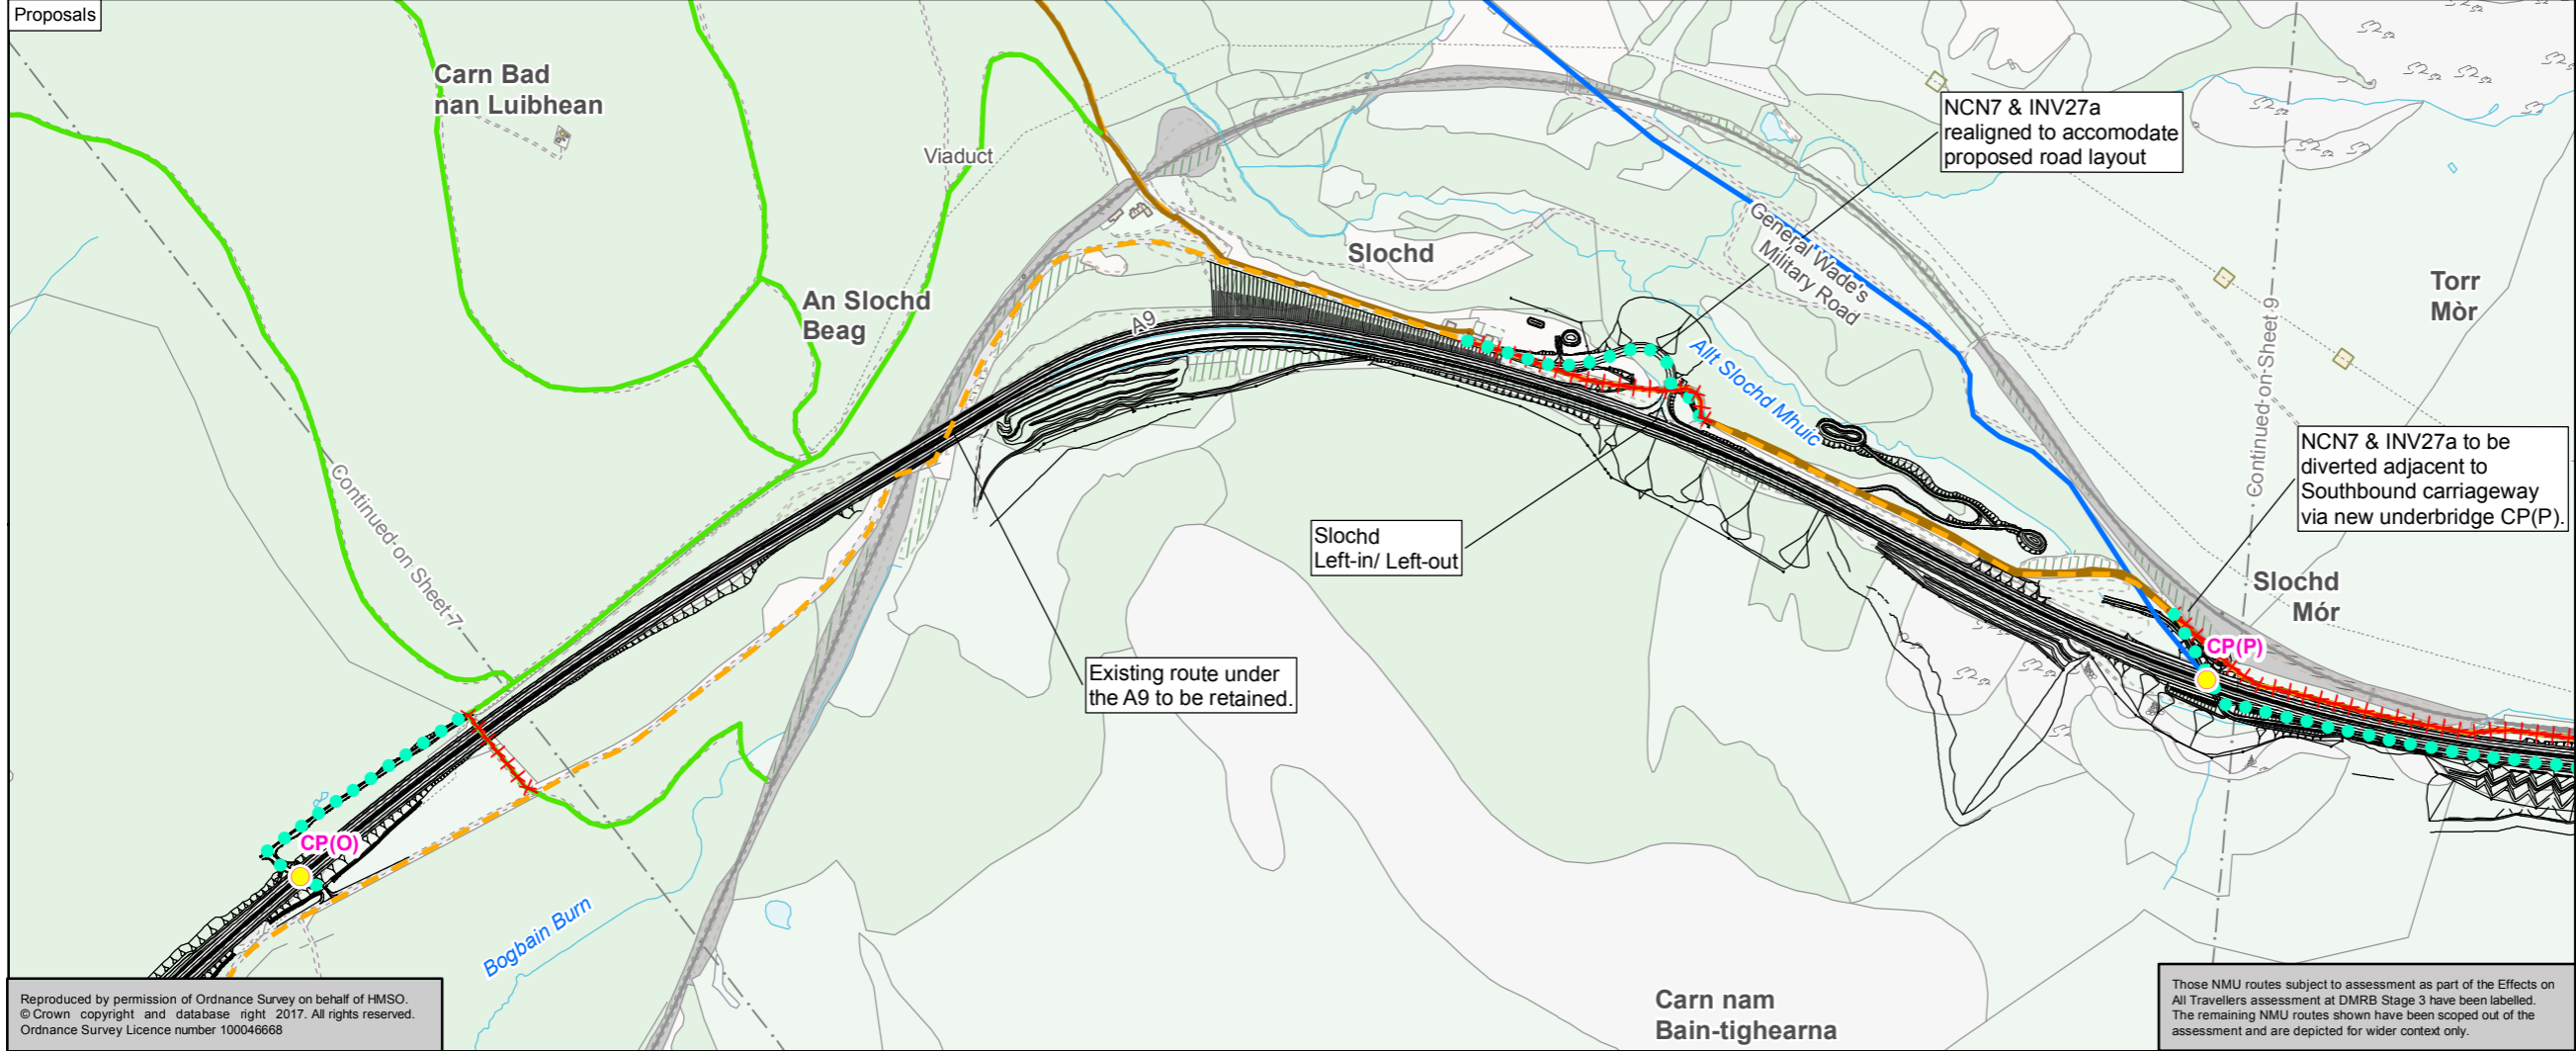 Proposals
Carn Bad
nan Luibhean
Viaduct
NCN7 & INV27a
realigned to accomodate
proposed road layout
General Wade's
Military Road
Slochd
Torr
Mòr
An Slochd
Beag
A9
Allt Slochd Mhuic
Continued on Sheet 9
NCN7 & INV27a to be
diverted adjacent to
Southbound carriageway
via new underbridge CP(P).
Continued on Sheet 7
Slochd
Left-in/ Left-out
Slochd
Mór
CP(P)
Existing route under
the A9 to be retained.
CP(O)
Bogbain Burn
Carn nam
Bain-tighearna
Reproduced by permission of Ordnance Survey on behalf of HMSO.
© Crown copyright and database right 2017. All rights reserved.
Ordnance Survey Licence number 100046668
Those NMU routes subject to assessment as part of the Effects on
All Travellers assessment at DMRB Stage 3 have been labelled.
The remaining NMU routes shown have been scoped out of the
assessment and are depicted for wider context only.